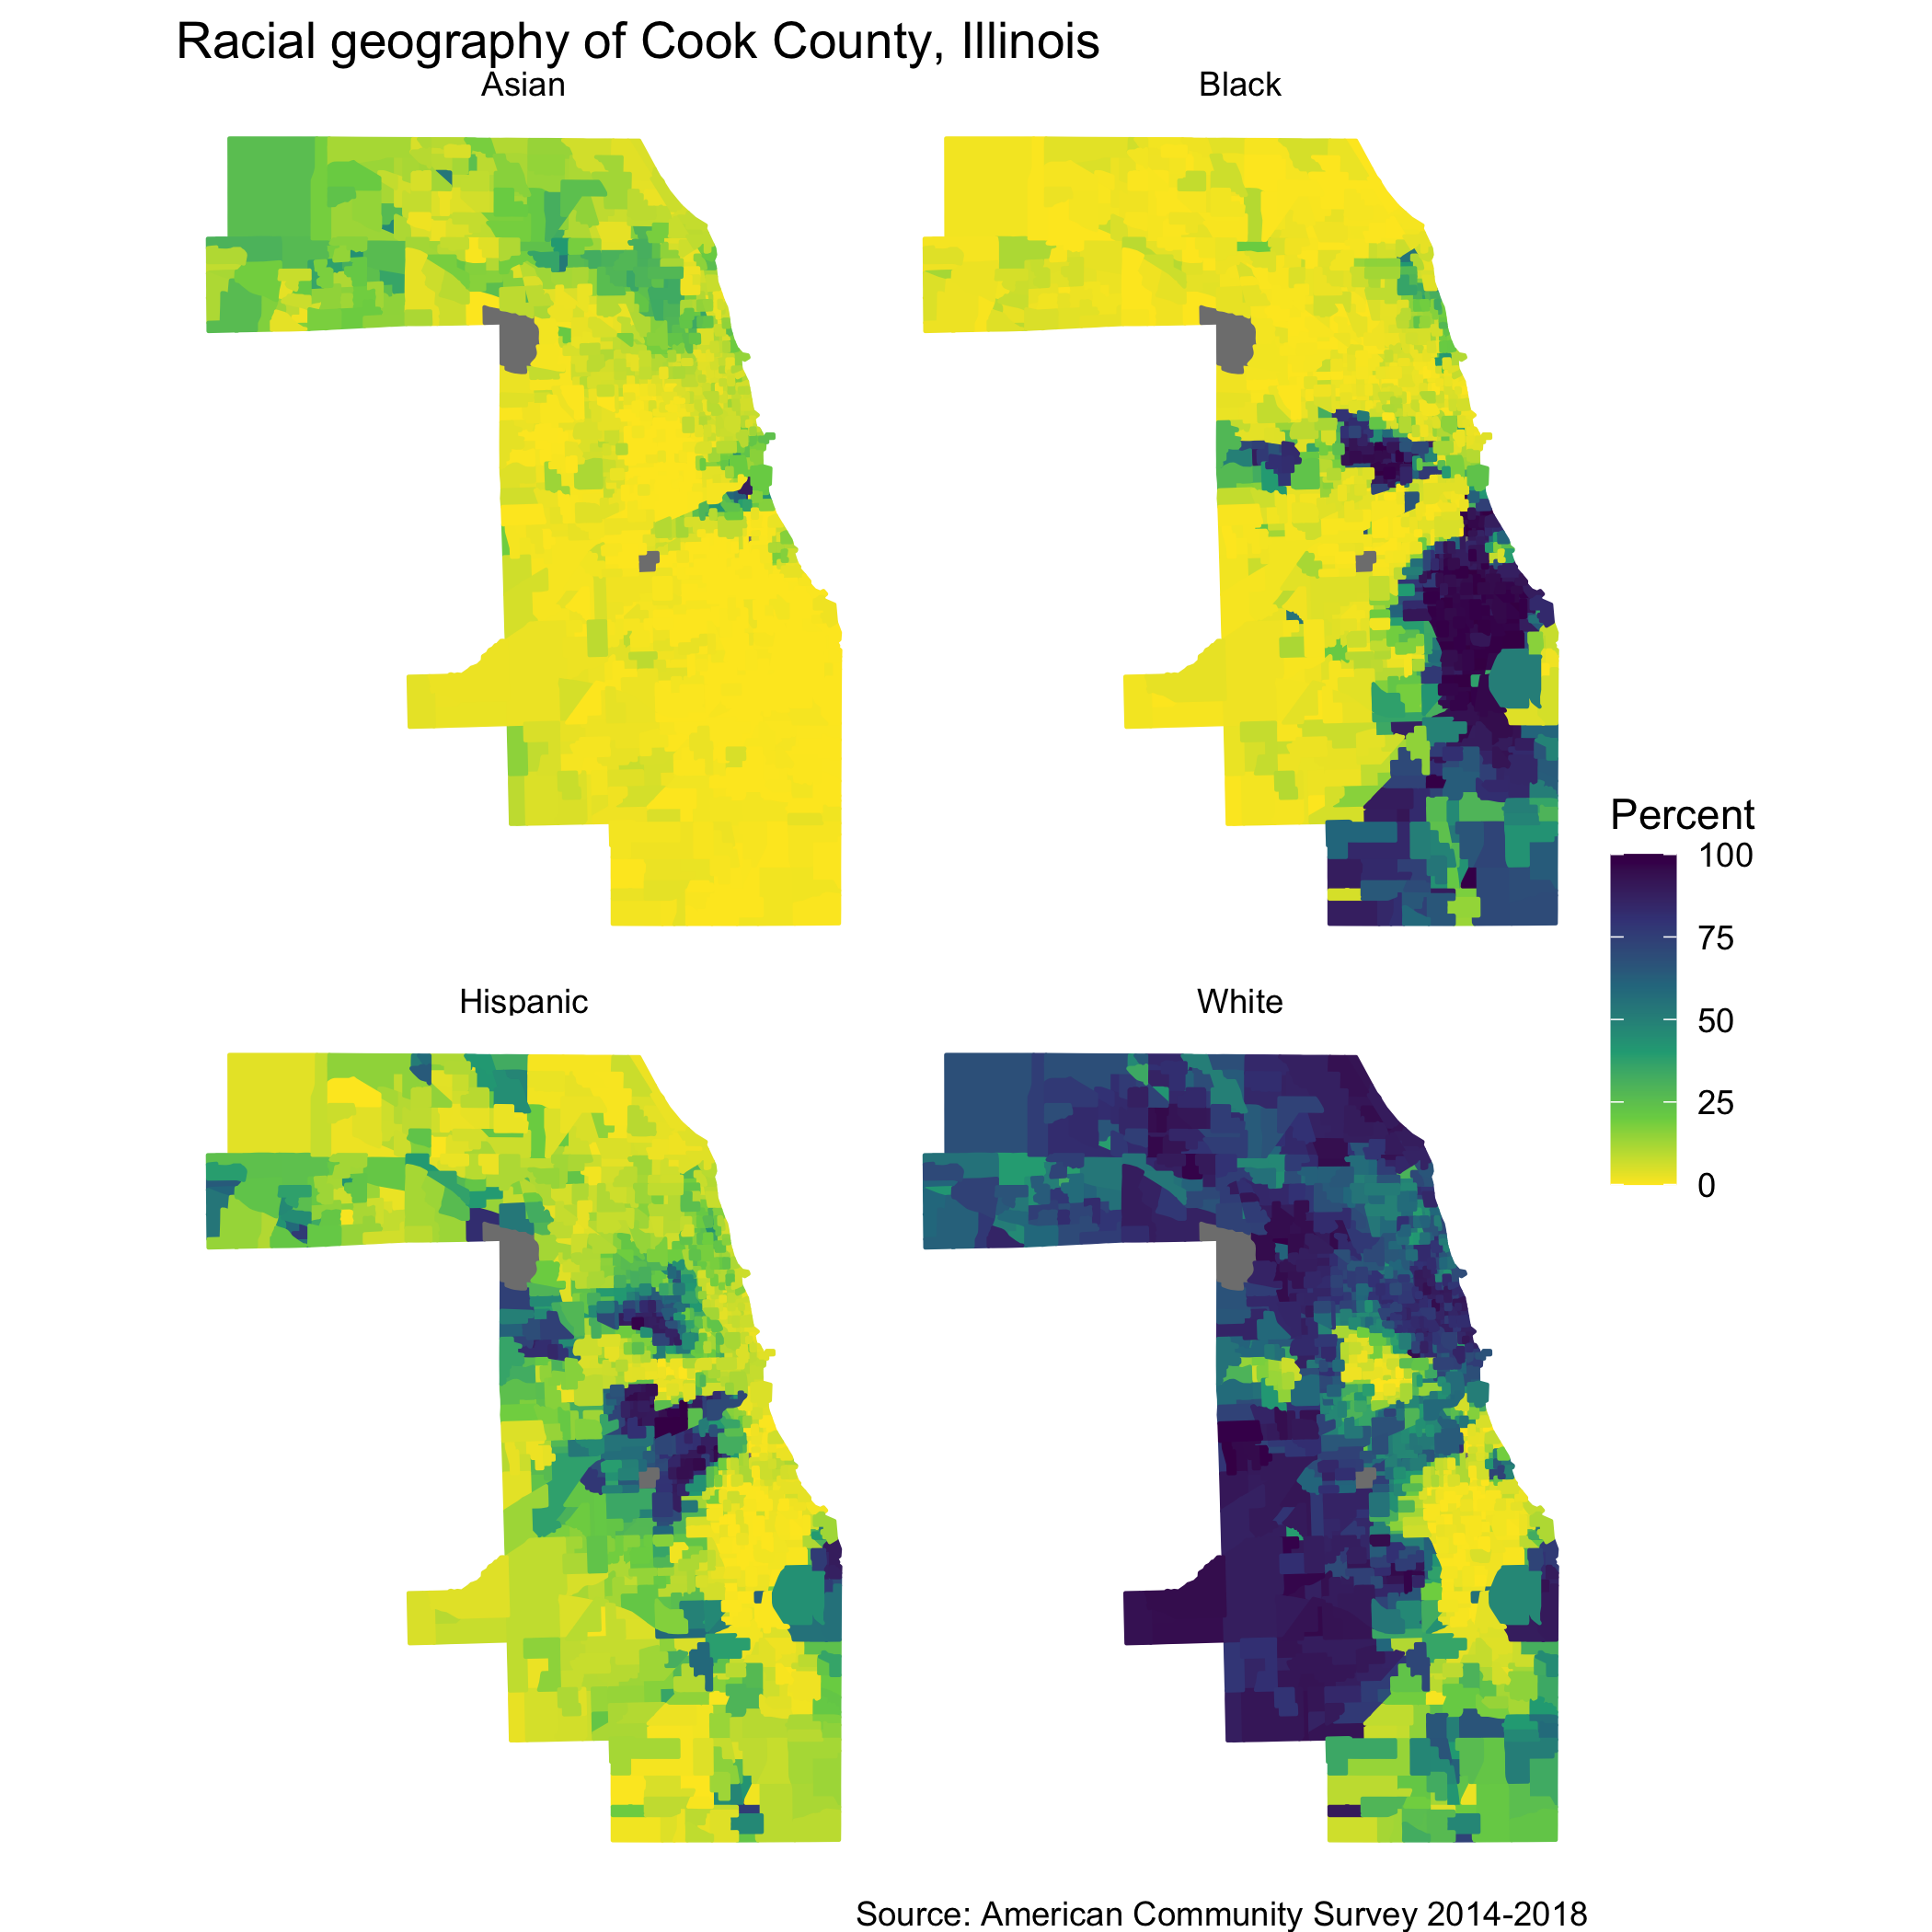 Racial geography of Cook County, Illinois
Asian
Black
Percent
100
75
50
25
0
Hispanic
White
Source: American Community Survey 2014-2018